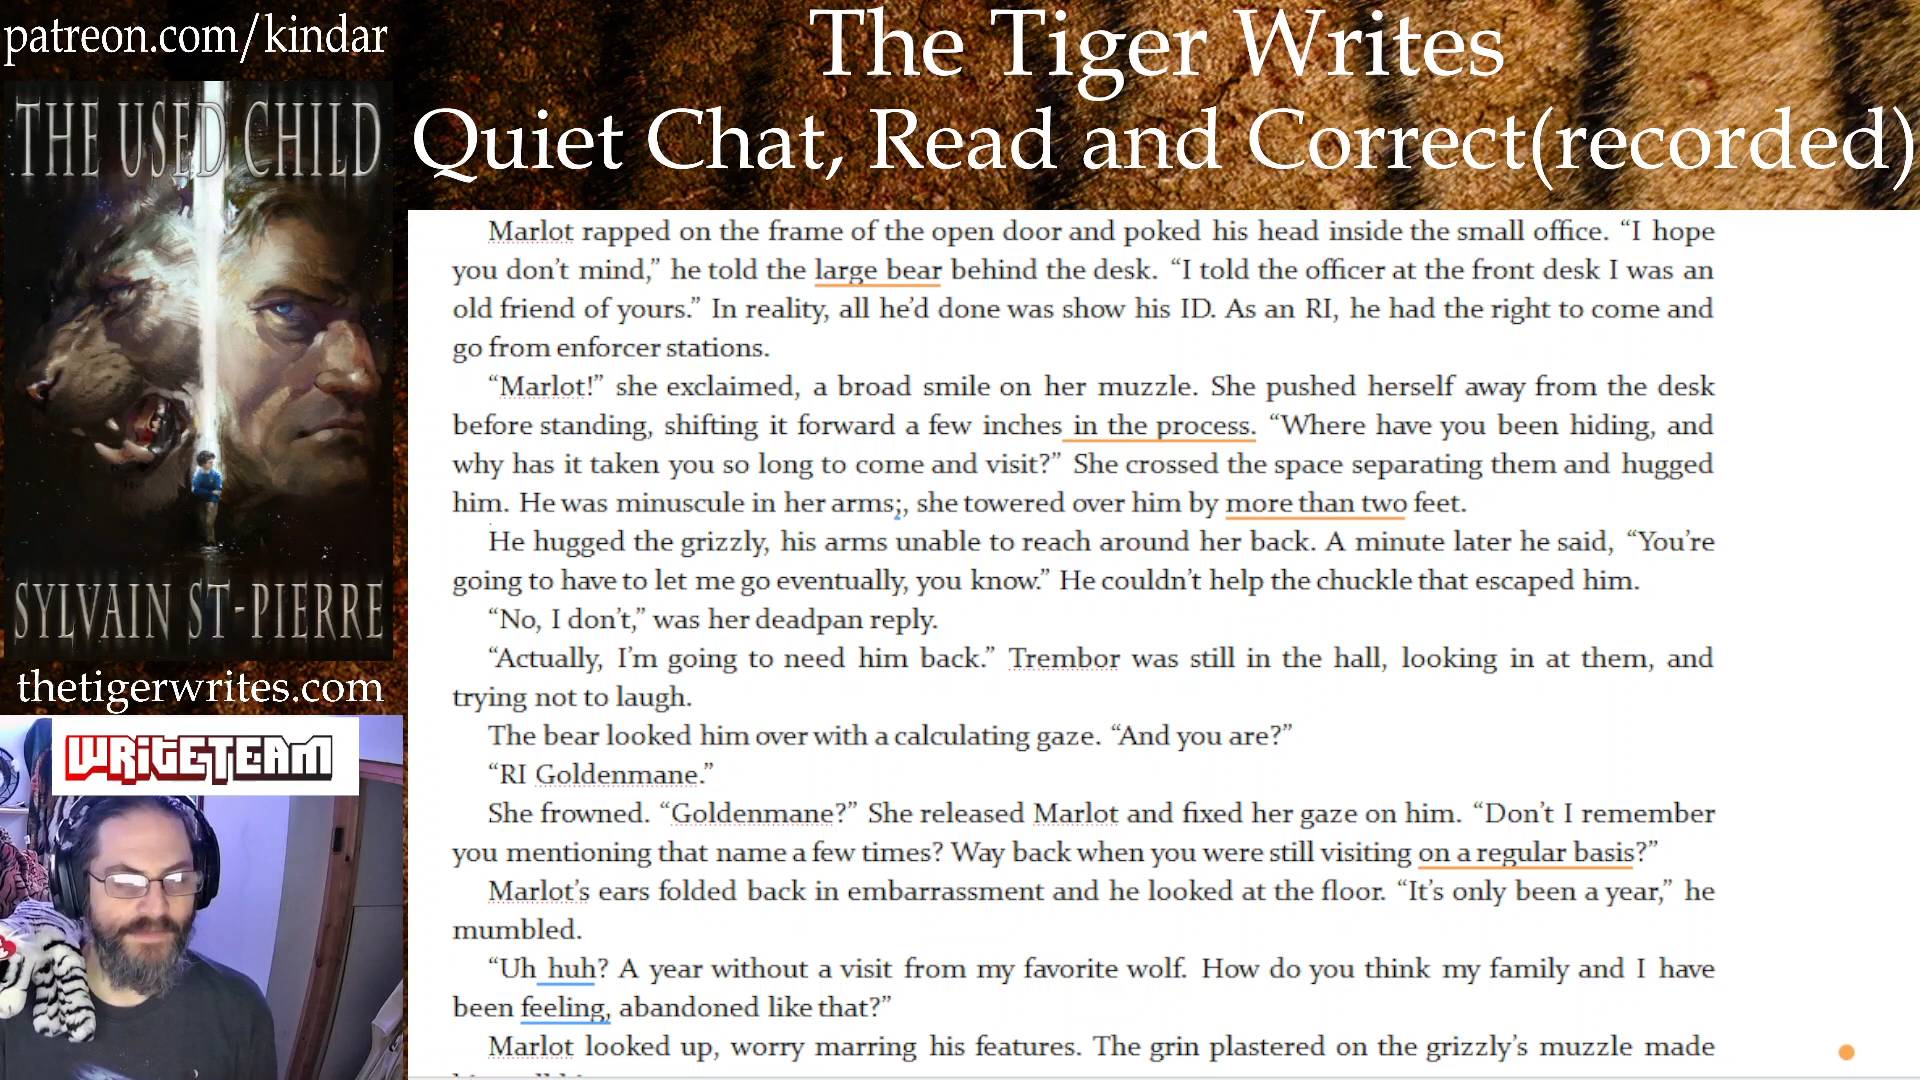 patreon.com/kindar
The Tiger Writes
Quiet Chat, Read and Correct(recorded)
THE USED CHILD
SYLVAIN ST-PIERRE
thetigerwrites.com
WRITETEAM
Marlot rapped on the frame of the open door and poked his head inside the small office. “I hope
you don’t mind,” he told the large bear behind the desk. “I told the officer at the front desk I was an
old friend of yours.” In reality, all he’d done was show his ID. As an RI, he had the right to come and
go from enforcer stations.
“Marlot!” she exclaimed, a broad smile on her muzzle. She pushed herself away from the desk
before standing, shifting it forward a few inches in the process. “Where have you been hiding, and
why has it taken you so long to come and visit?” She crossed the space separating them and hugged
him. He was minuscule in her arms;, she towered over him by more than two feet.
He hugged the grizzly, his arms unable to reach around her back. A minute later he said, “You’re
going to have to let me go eventually, you know.” He couldn’t help the chuckle that escaped him.
“No, I don’t,” was her deadpan reply.
“Actually, I’m going to need him back.” Trembor was still in the hall, looking in at them, and
trying not to laugh.
The bear looked him over with a calculating gaze. “And you are?”
“RI Goldenmane.”
She frowned. “Goldenmane?” She released Marlot and fixed her gaze on him. “Don’t I remember
you mentioning that name a few times? Way back when you were still visiting on a regular basis?”
Marlot’s ears folded back in embarrassment and he looked at the floor. “It’s only been a year,” he
mumbled.
“Uh huh? A year without a visit from my favorite wolf. How do you think my family and I have
been feeling, abandoned like that?”
Marlot looked up, worry marring his features. The grin plastered on the grizzly’s muzzle made